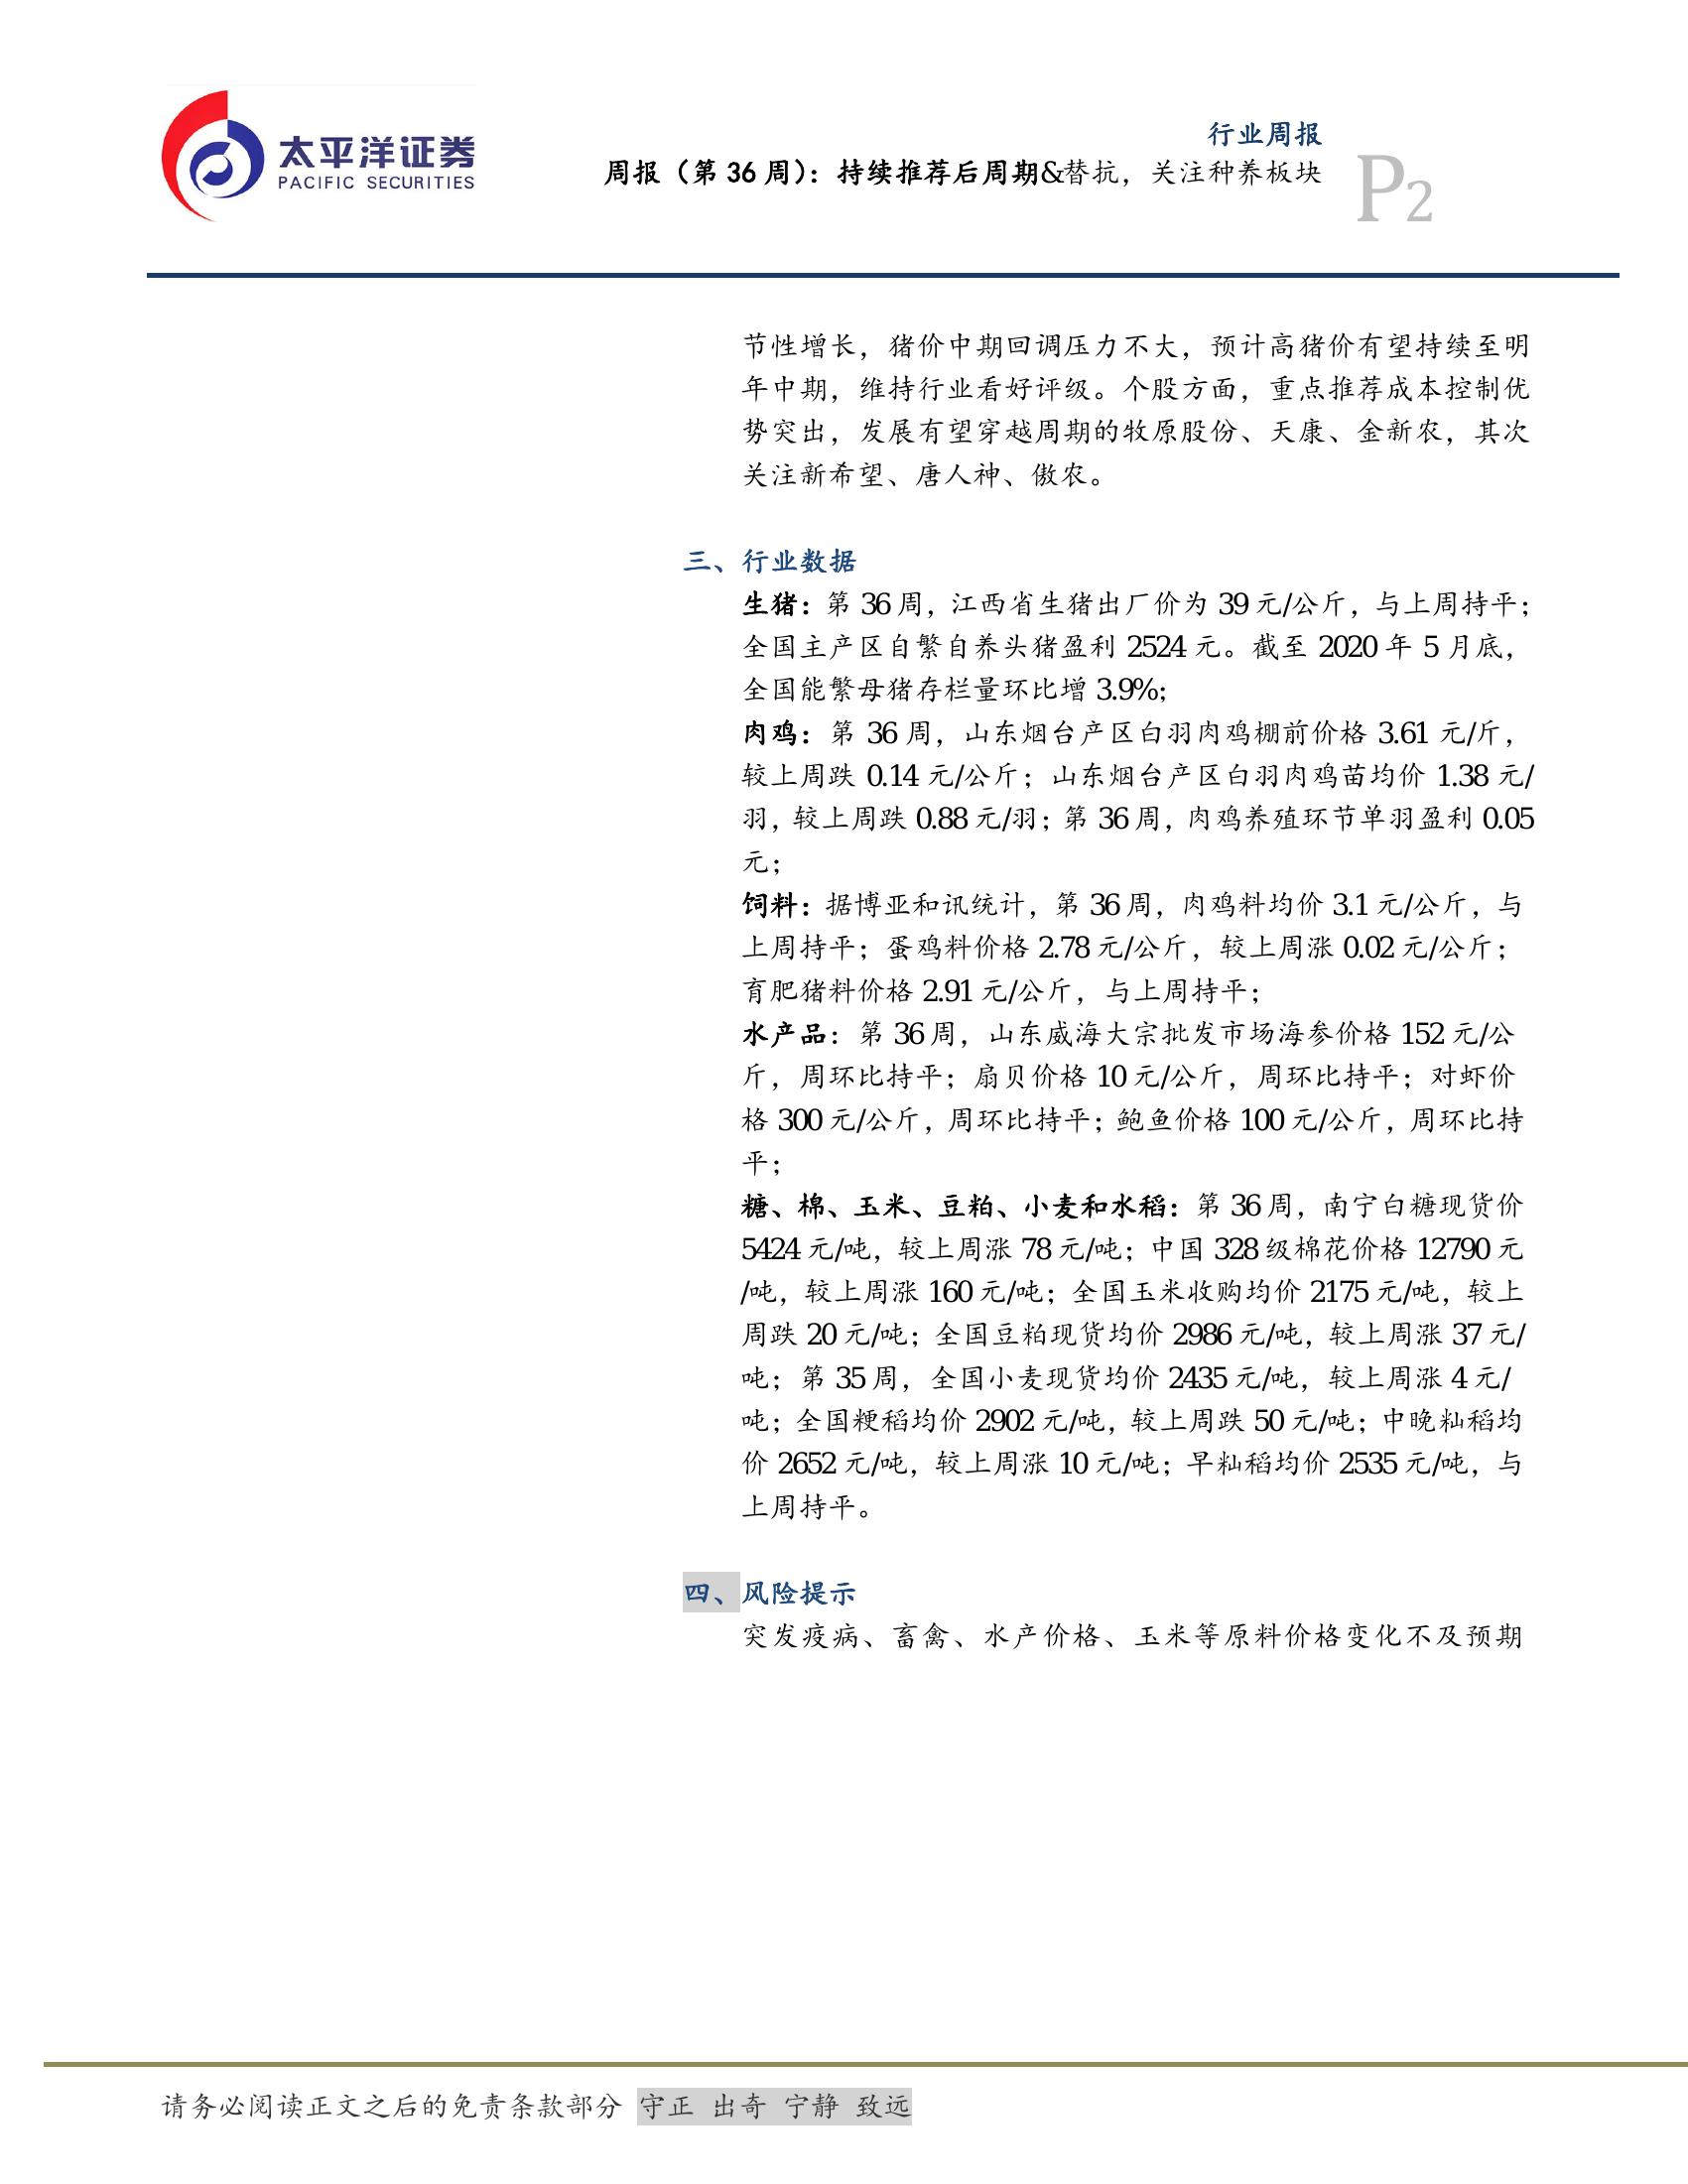 太平洋证券
PACIFIC SECURITIES
行业周报
周报（第 36 周）：持续推荐后周期&替抗，关注种养板块
P2
节性增长，猪价中期回调压力不大，预计高猪价有望持续至明
年中期，维持行业看好评级。个股方面，重点推荐成本控制优
势突出，发展有望穿越周期的牧原股份、天康、金新农，其次
关注新希望、唐人神、傲农。
三、行业数据
生猪：第 36 周，江西省生猪出厂价为 39 元/公斤，与上周持平；
全国主产区自繁自养头猪盈利 2524 元。截至 2020 年 5 月底，
全国能繁母猪存栏量环比增 3.9%；
肉鸡：第 36 周，山东烟台产区白羽肉鸡棚前价格 3.61 元/斤，
较上周跌 0.14 元/公斤；山东烟台产区白羽肉鸡苗均价 1.38 元/
羽，较上周跌 0.88 元/羽；第 36 周，肉鸡养殖环节单羽盈利 0.05
元；
饲料：据博亚和讯统计，第 36 周，肉鸡料均价 3.1 元/公斤，与
上周持平；蛋鸡料价格 2.78 元/公斤，较上周涨 0.02 元/公斤；
育肥猪料价格 2.91 元/公斤，与上周持平；
水产品：第 36 周，山东威海大宗批发市场海参价格 152 元/公
斤，周环比持平；扇贝价格 10 元/公斤，周环比持平；对虾价
格 300 元/公斤，周环比持平；鲍鱼价格 100 元/公斤，周环比持
平；
糖、棉、玉米、豆粕、小麦和水稻：第 36 周，南宁白糖现货价
5424 元/吨，较上周涨 78 元/吨；中国 328 级棉花价格 12790 元
/吨，较上周涨 160 元/吨；全国玉米收购均价 2175 元/吨，较上
周跌 20 元/吨；全国豆粕现货均价 2986 元/吨，较上周涨 37 元/
吨；第 35 周，全国小麦现货均价 2435 元/吨，较上周涨 4 元/
吨；全国粳稻均价 2902 元/吨，较上周跌 50 元/吨；中晚籼稻均
价 2652 元/吨，较上周涨 10 元/吨；早籼稻均价 2535 元/吨，与
上周持平。
四、风险提示
突发疫病、畜禽、水产价格、玉米等原料价格变化不及预期
请务必阅读正文之后的免责条款部分 守正 出奇 宁静 致远